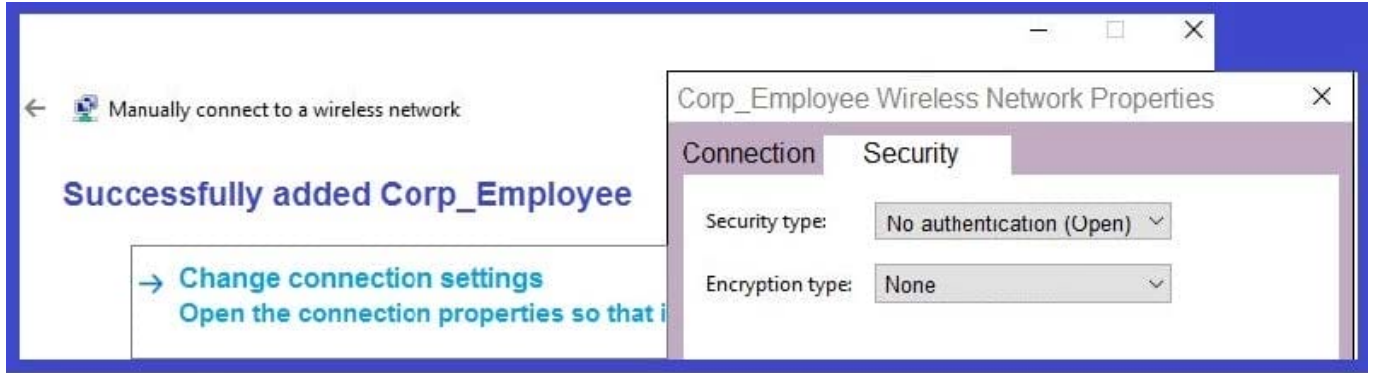 Manually connect to a wireless network
Successfully added Corp_Employee
Change connection settings
Open the connection properties so that i
Corp_Employee Wireless Network Properties
Connection Security
Security type: No authentication (Open)
Encryption type: None